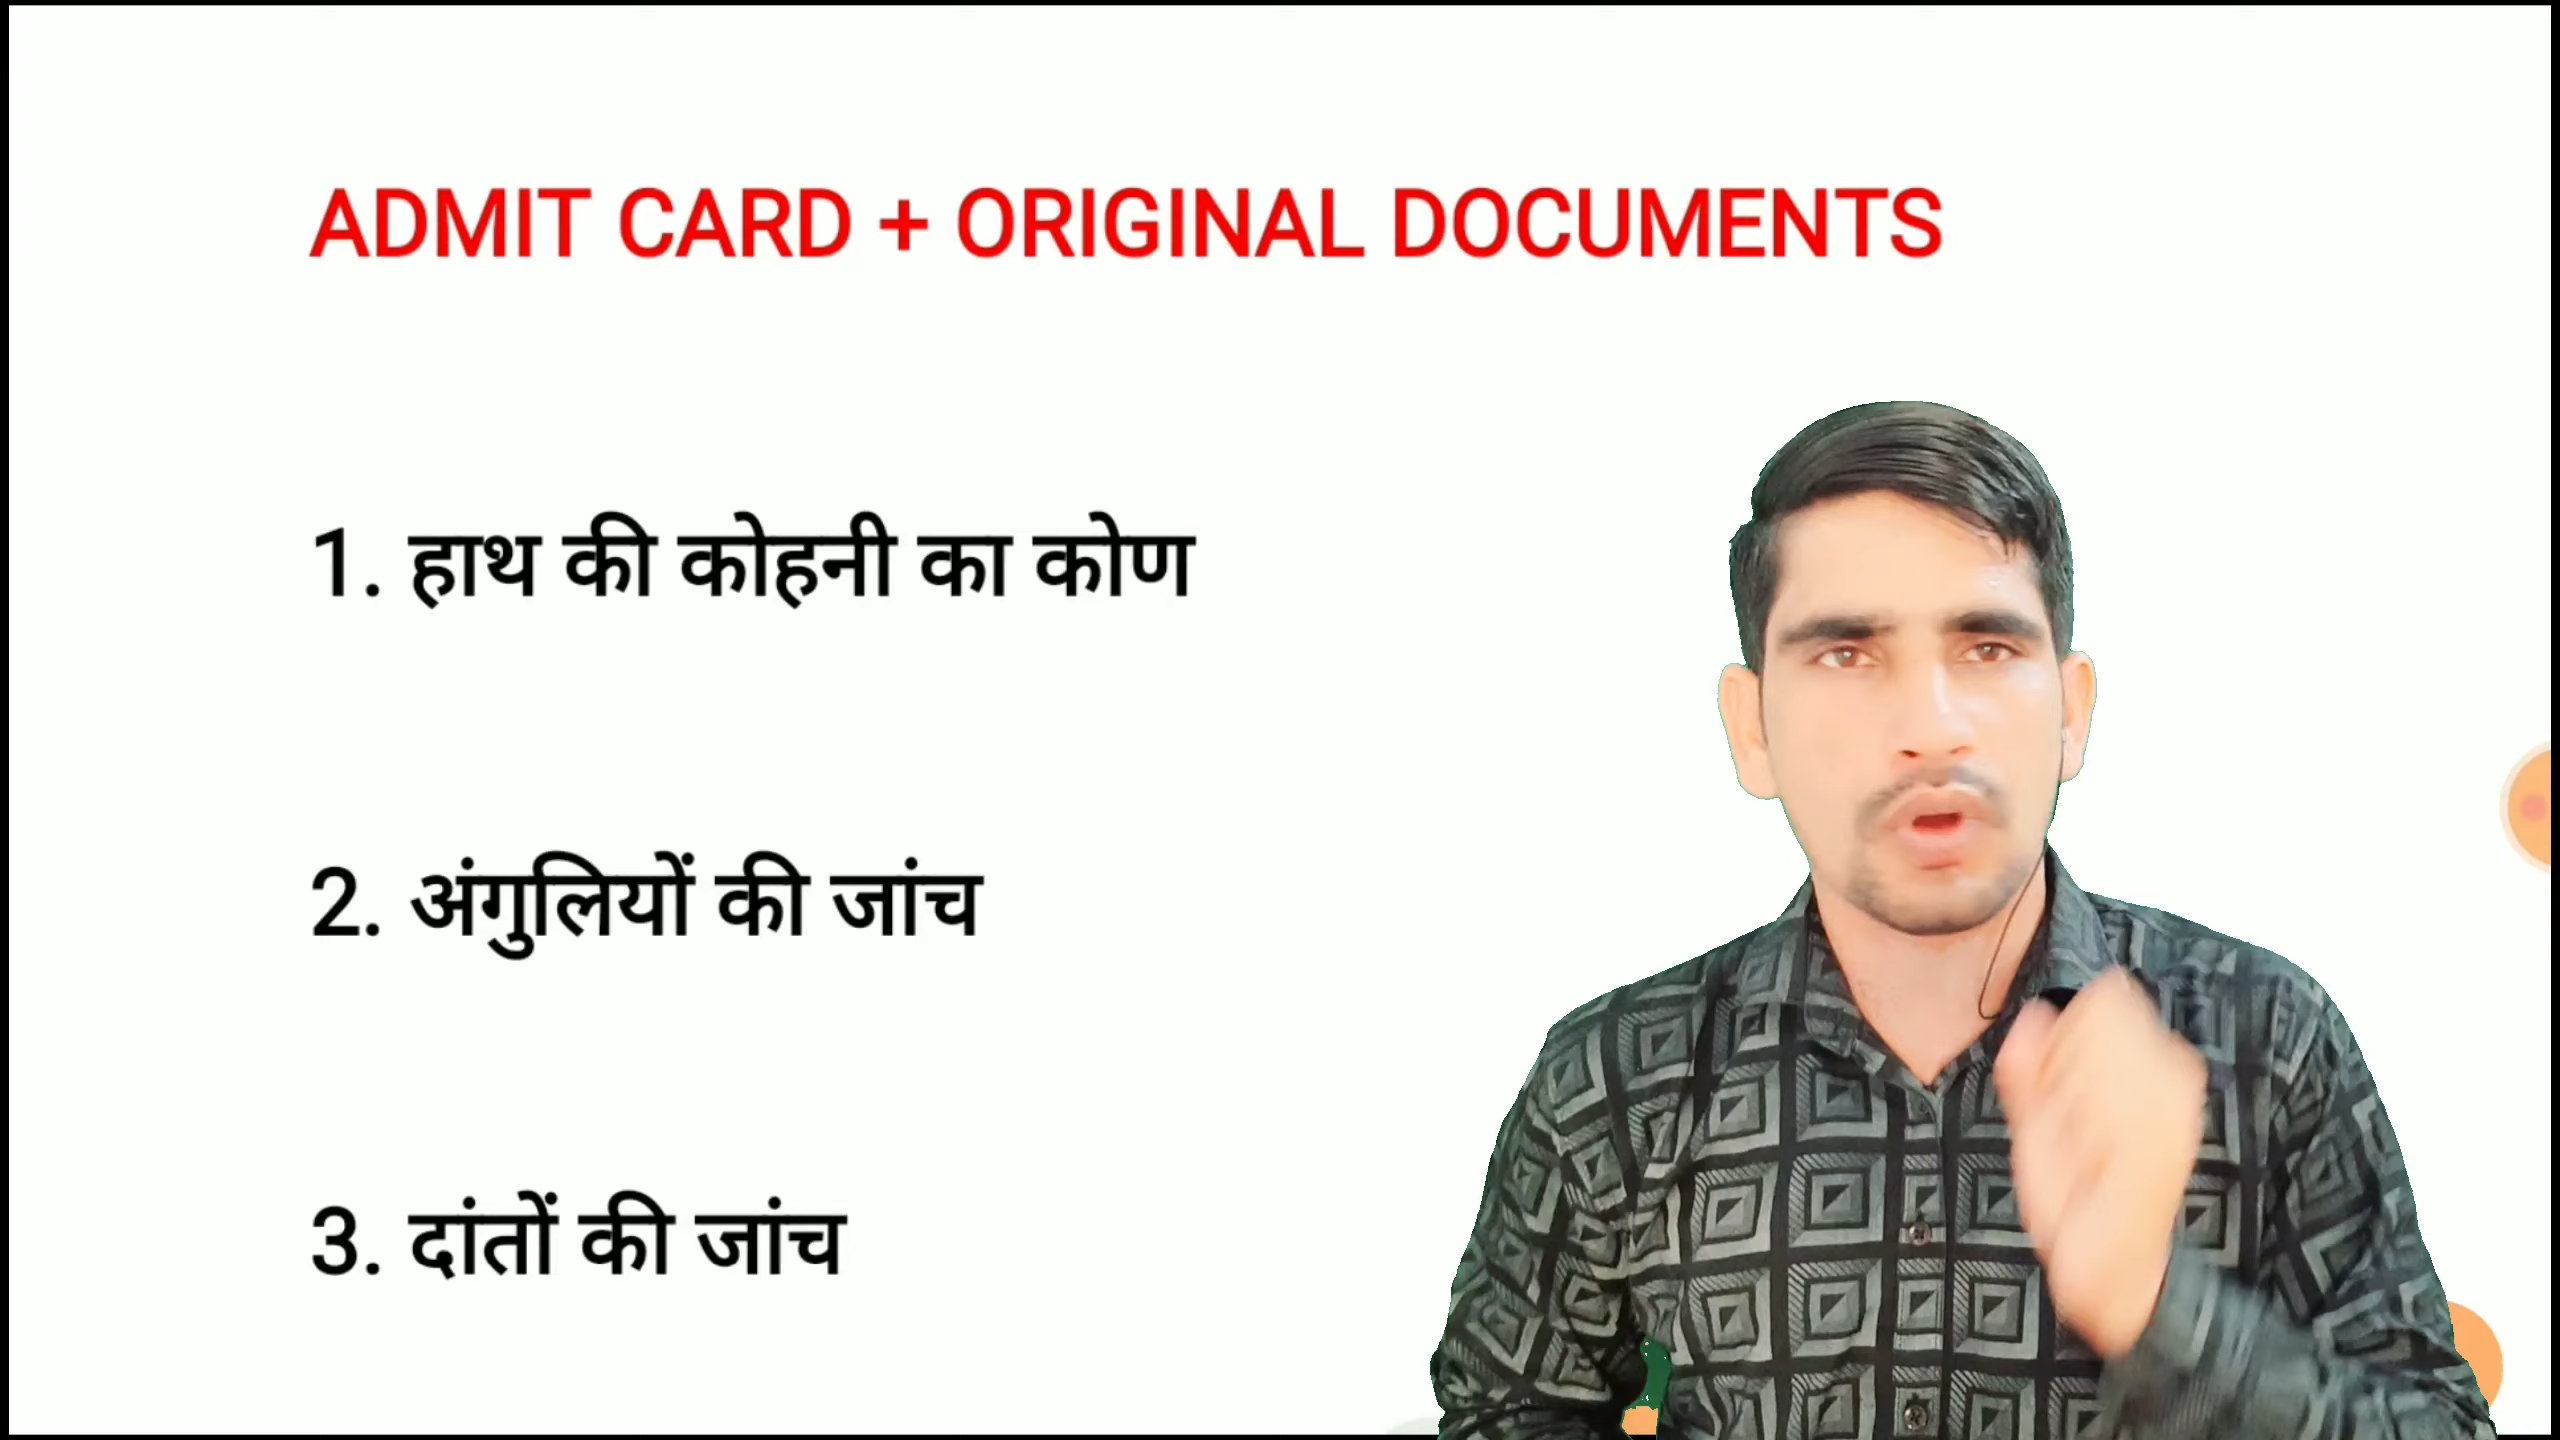 ADMIT CARD + ORIGINAL DOCUMENTS
1. हाथ की कोहनी का कोण
2. अंगुलियों की जांच
3. दांतों की जांच